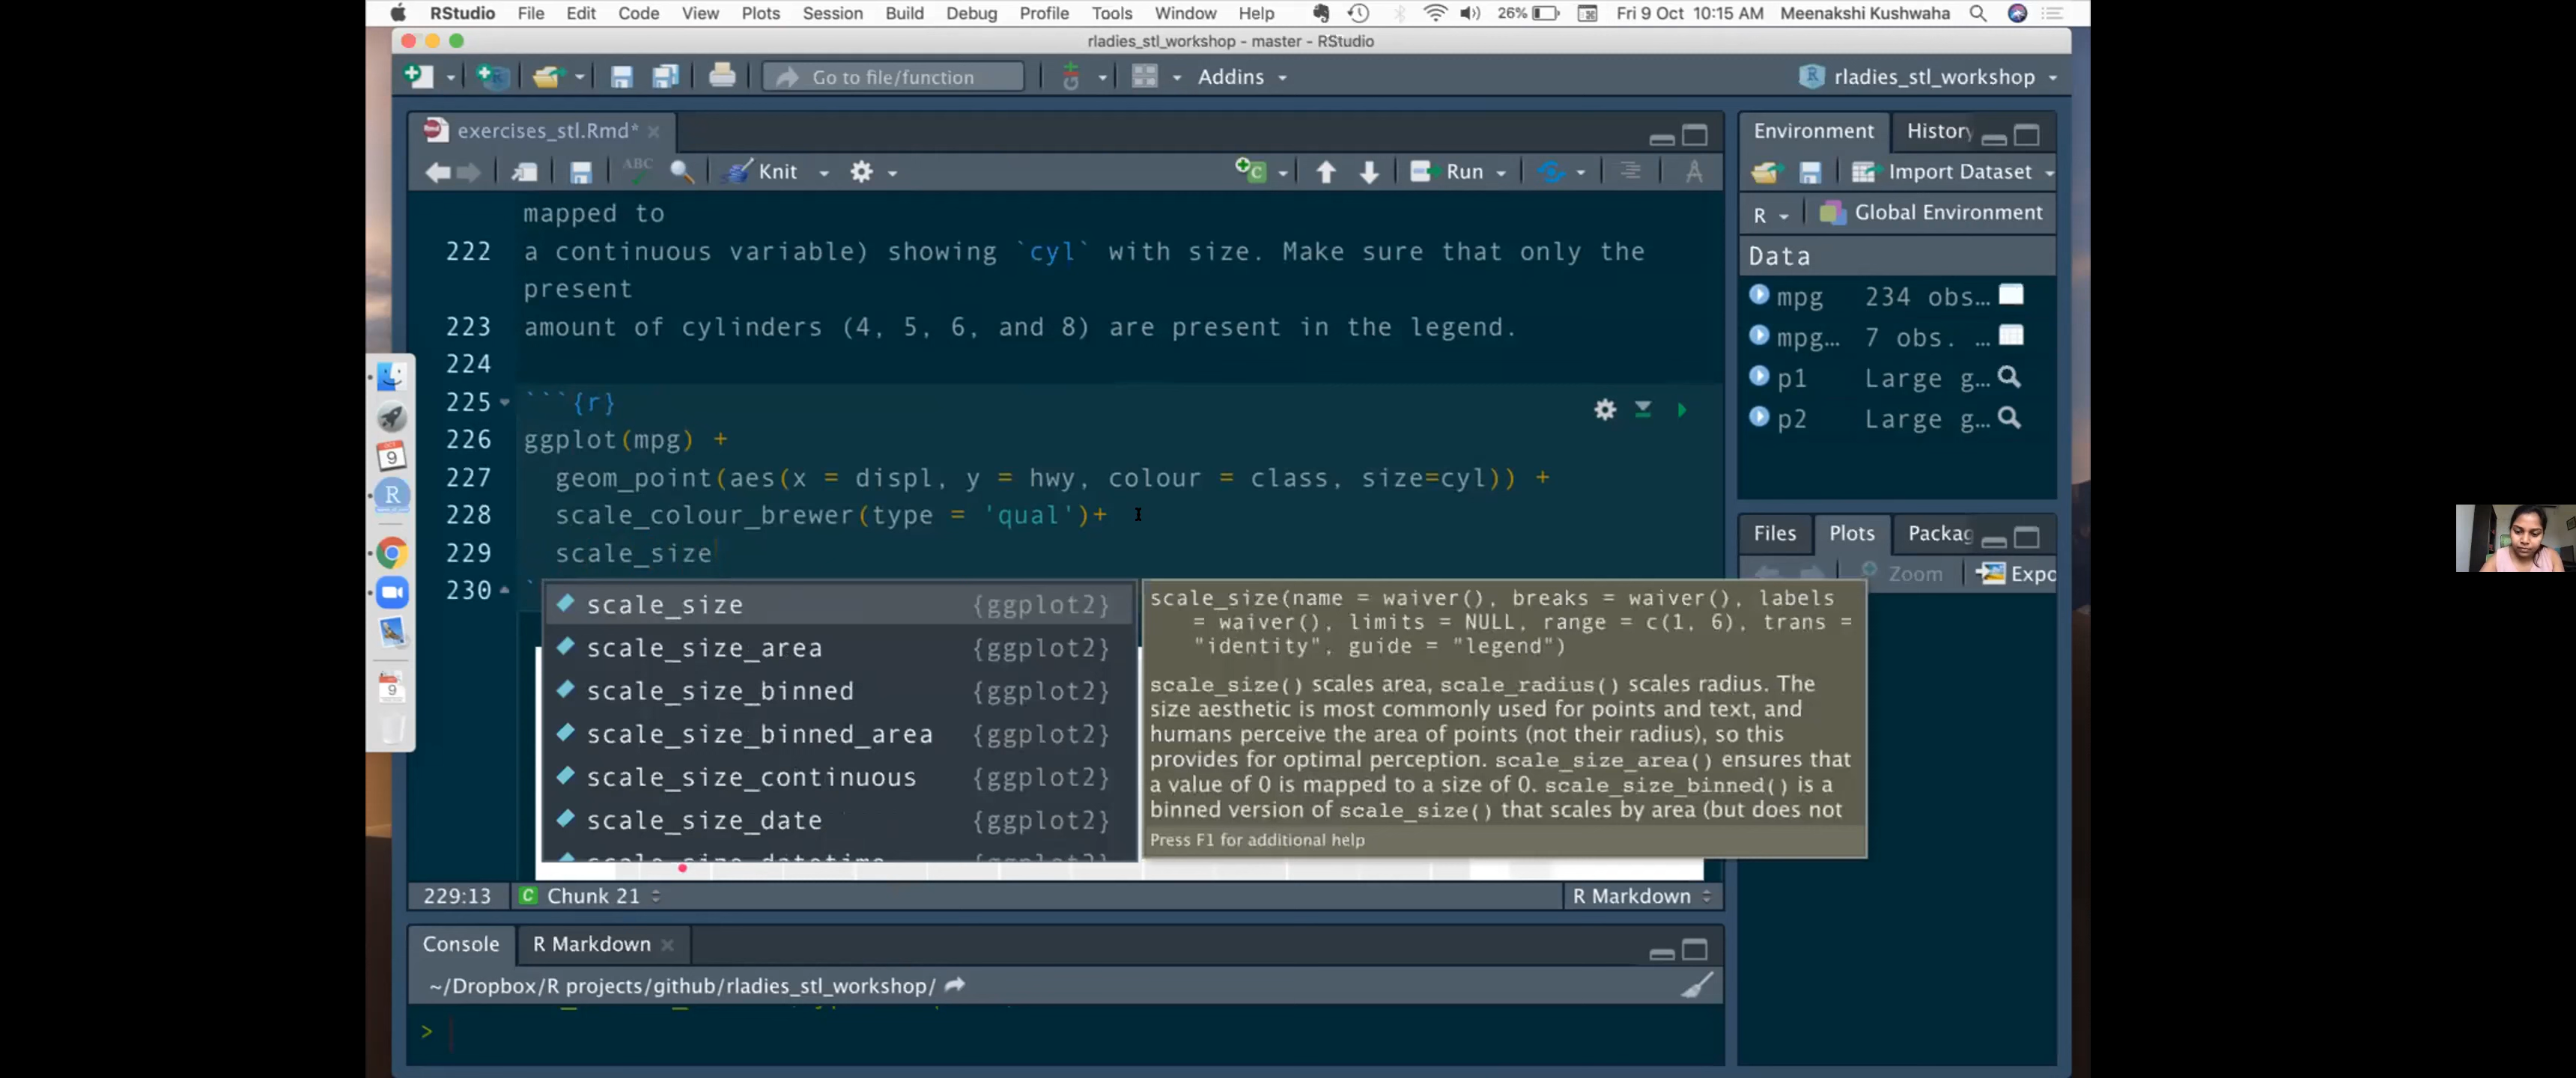 RStudio File Edit Code View Plots Session Build Debug Profile Tools Window Help 26% Fri 9 Oct 10:15 AM Meenakshi Kushwaha
rladies_stl_workshop - master - RStudio
Go to file/function Addins rladies_stl_workshop
exercises_stl.Rmd*
ABC Knit Run
mapped to
222 a continuous variable) showing `cyl` with size. Make sure that only the
present
223 amount of cylinders (4, 5, 6, and 8) are present in the legend.
224
225 ```{r}
226 ggplot(mpg) +
227 geom_point(aes(x = displ, y = hwy, colour = class, size=cyl)) +
228 scale_colour_brewer(type = 'qual')+
229 scale_size
230 `
scale_size {ggplot2}
scale_size_area {ggplot2}
scale_size_binned {ggplot2}
scale_size_binned_area {ggplot2}
scale_size_continuous {ggplot2}
scale_size_date {ggplot2}
scale_size_datetime {ggplot2}
scale_size(name = waiver(), breaks = waiver(), labels
= waiver(), limits = NULL, range = c(1, 6), trans =
"identity", guide = "legend")
scale_size() scales area, scale_radius() scales radius. The
size aesthetic is most commonly used for points and text, and
humans perceive the area of points (not their radius), so this
provides for optimal perception. scale_size_area() ensures that
a value of 0 is mapped to a size of 0. scale_size_binned() is a
binned version of scale_size() that scales by area (but does not
Press F1 for additional help
229:13 C Chunk 21 R Markdown
Console R Markdown
~/Dropbox/R projects/github/rladies_stl_workshop/
>
Environment History
Import Dataset
R Global Environment
Data
mpg 234 obs…
mpg… 7 obs. …
p1 Large g…
p2 Large g…
Files Plots Packag
Zoom Expo
OCT
9
R
9